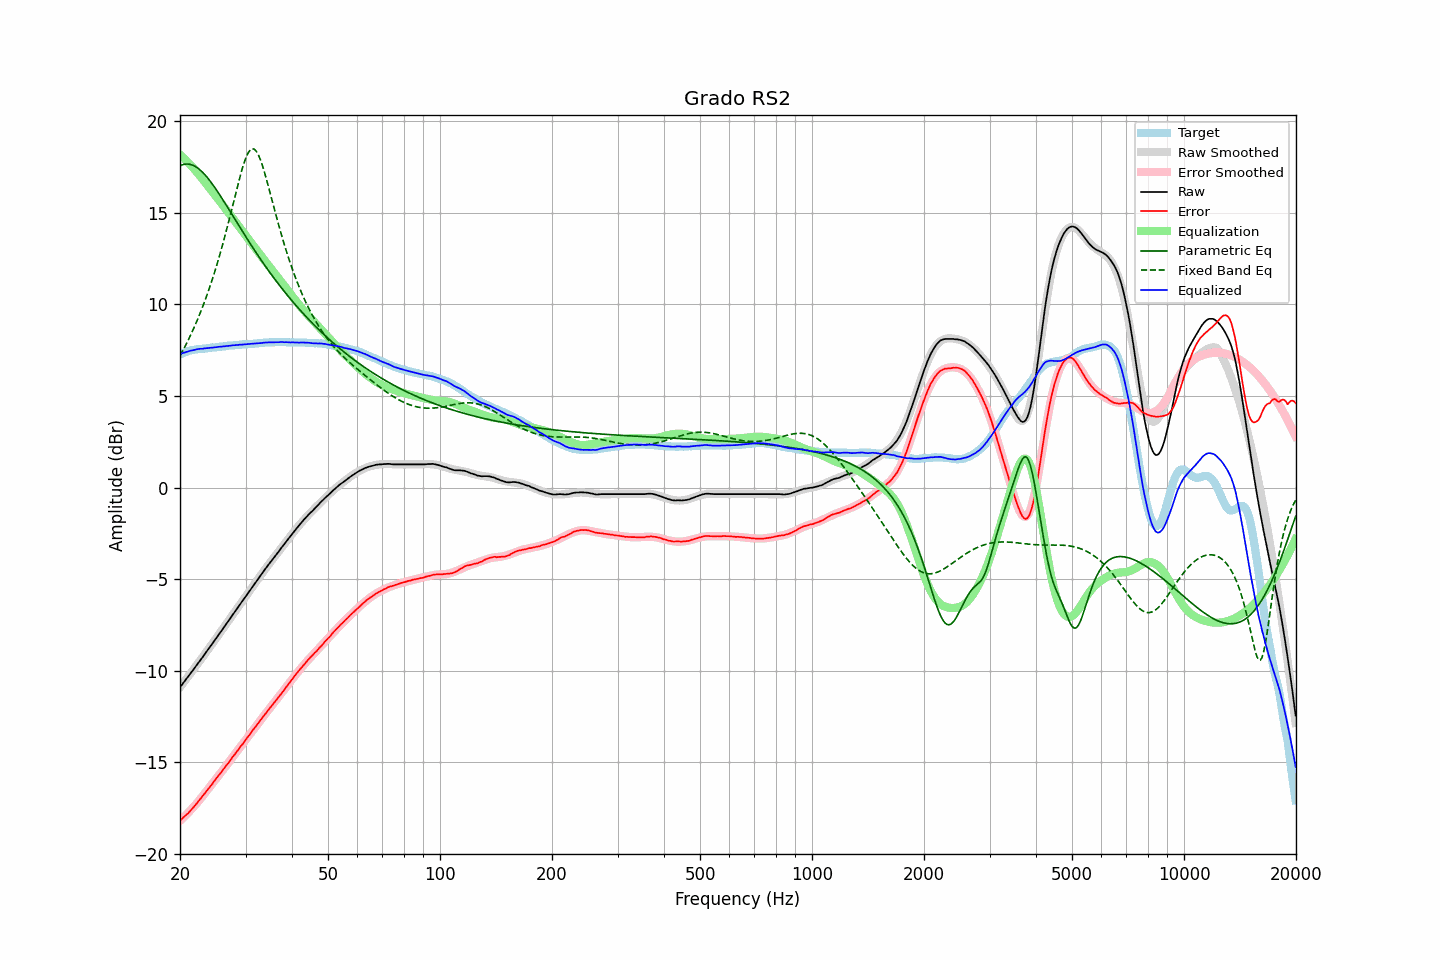 Grado RS2
Amplitude (dBr)
20
15
10
5
0
−5
−10
−15
−20
Target
Raw Smoothed
Error Smoothed
Raw
Error
Equalization
Parametric Eq
Fixed Band Eq
Equalized
20 50 100 200 500 1000 2000 5000 10000 20000
Frequency (Hz)